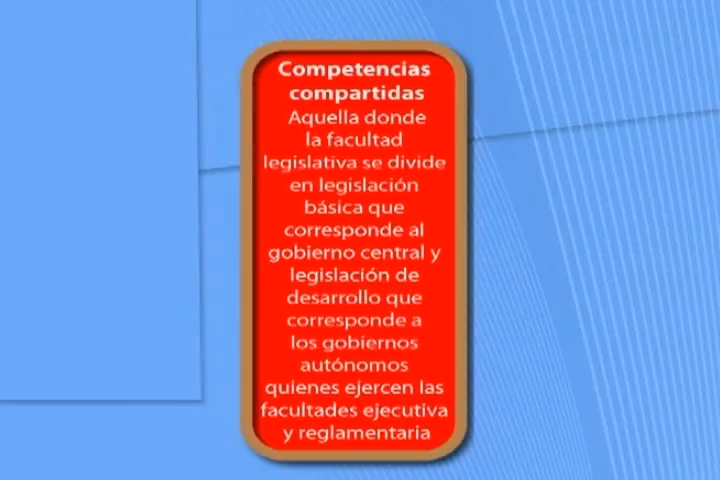 Competencias
compartidas
Aquella donde
la facultad
legislativa se divide
en legislación
básica que
corresponde al
gobierno central y
legislación de
desarrollo que
corresponde a
los gobiernos
autónomos
quienes ejercen las
facultades ejecutiva
y reglamentaria